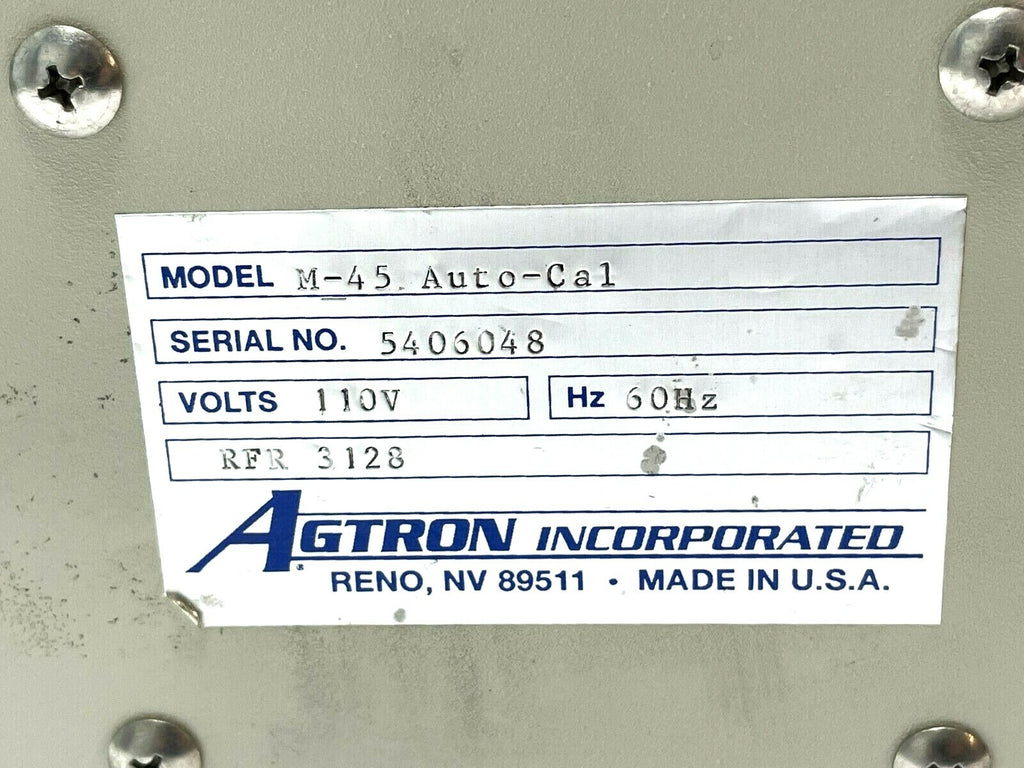 MODEL M-45 Auto-Cal
SERIAL NO. 5406048
VOLTS 110V Hz 60Hz
RFR 3128
AGTRON INCORPORATED
RENO, NV 89511 • MADE IN U.S.A.